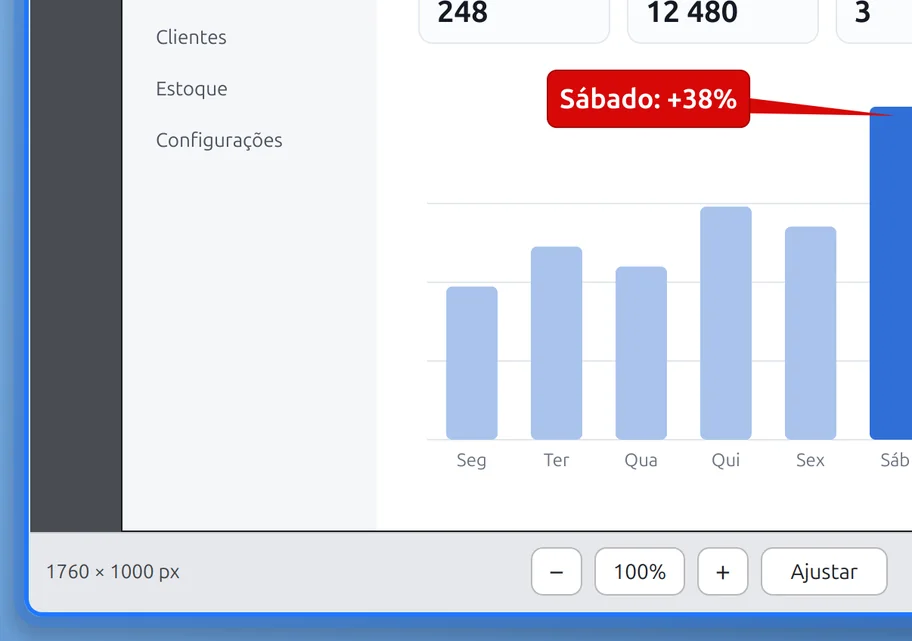 248
12 480
3
Clientes
Estoque
Configurações
Sábado: +38%
Seg
Ter
Qua
Qui
Sex
Sáb
1760 × 1000 px
−
100%
+
Ajustar